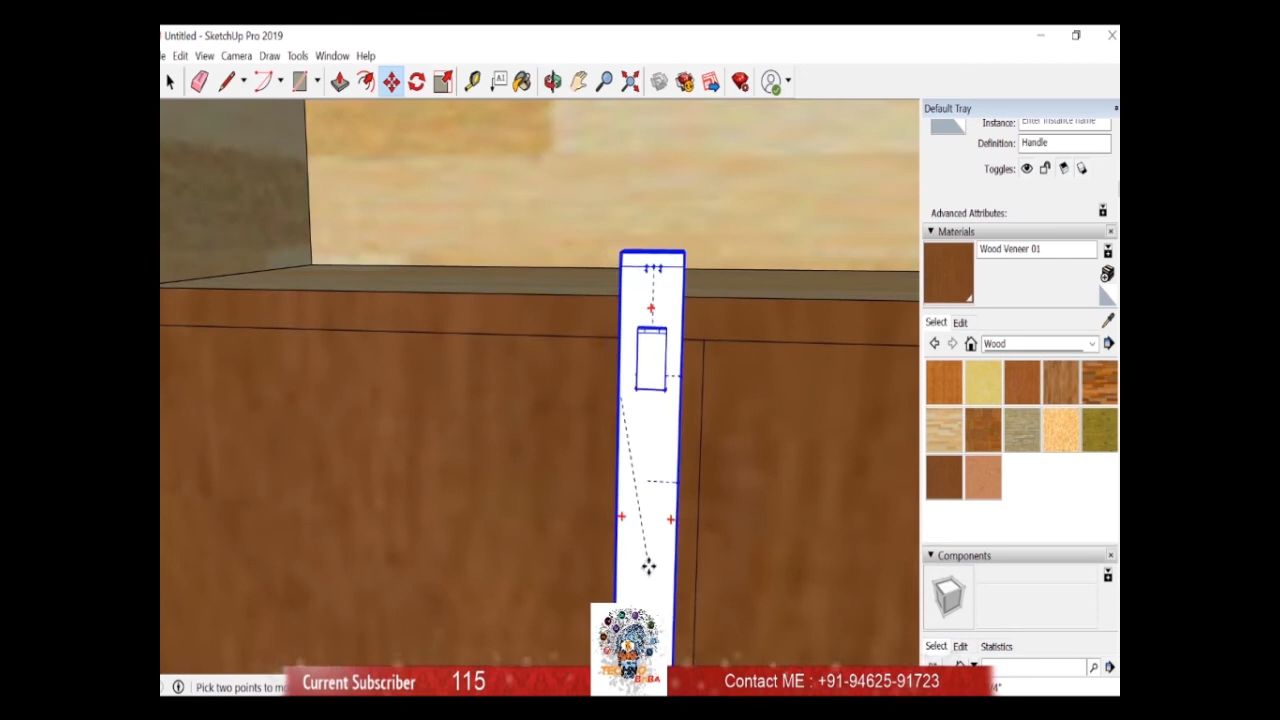 Untitled - SketchUp Pro 2019
Edit View Camera Draw Tools Window Help
Default Tray
Instance: Enter Instance name
Definition: Handle
Toggles:
Advanced Attributes:
Materials
Wood Veneer 01
Select Edit
Wood
Components
Select Edit Statistics
Pick two points to m
Current Subscriber 115
Contact ME : +91-94625-91723